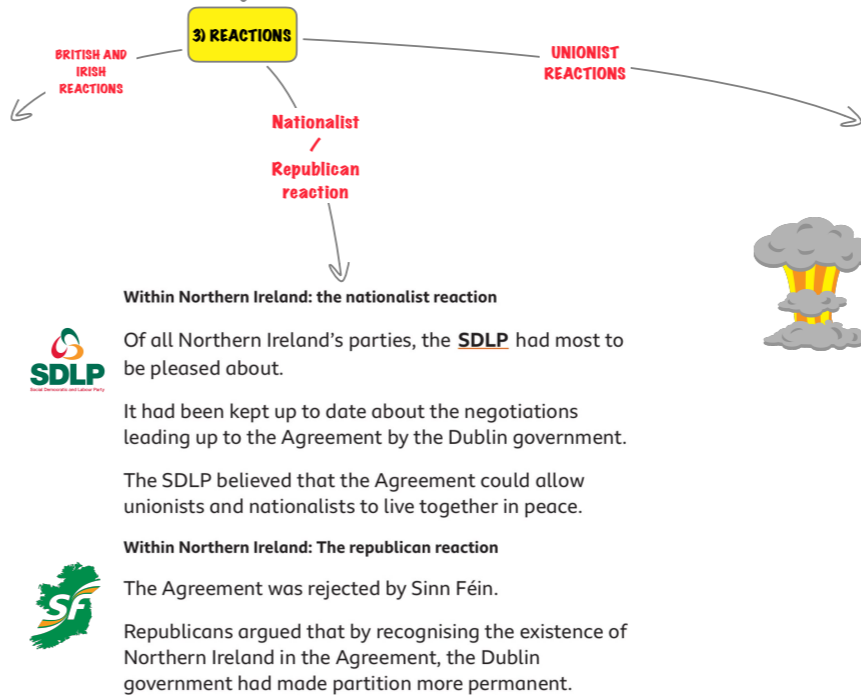 3) REACTIONS
BRITISH AND
IRISH
REACTIONS
UNIONIST
REACTIONS
Nationalist
/
Republican
reaction
Within Northern Ireland: the nationalist reaction
SDLP
Social Democratic and Labour Party
Of all Northern Ireland’s parties, the SDLP had most to
be pleased about.
It had been kept up to date about the negotiations
leading up to the Agreement by the Dublin government.
The SDLP believed that the Agreement could allow
unionists and nationalists to live together in peace.
Within Northern Ireland: The republican reaction
SF
The Agreement was rejected by Sinn Féin.
Republicans argued that by recognising the existence of
Northern Ireland in the Agreement, the Dublin
government had made partition more permanent.